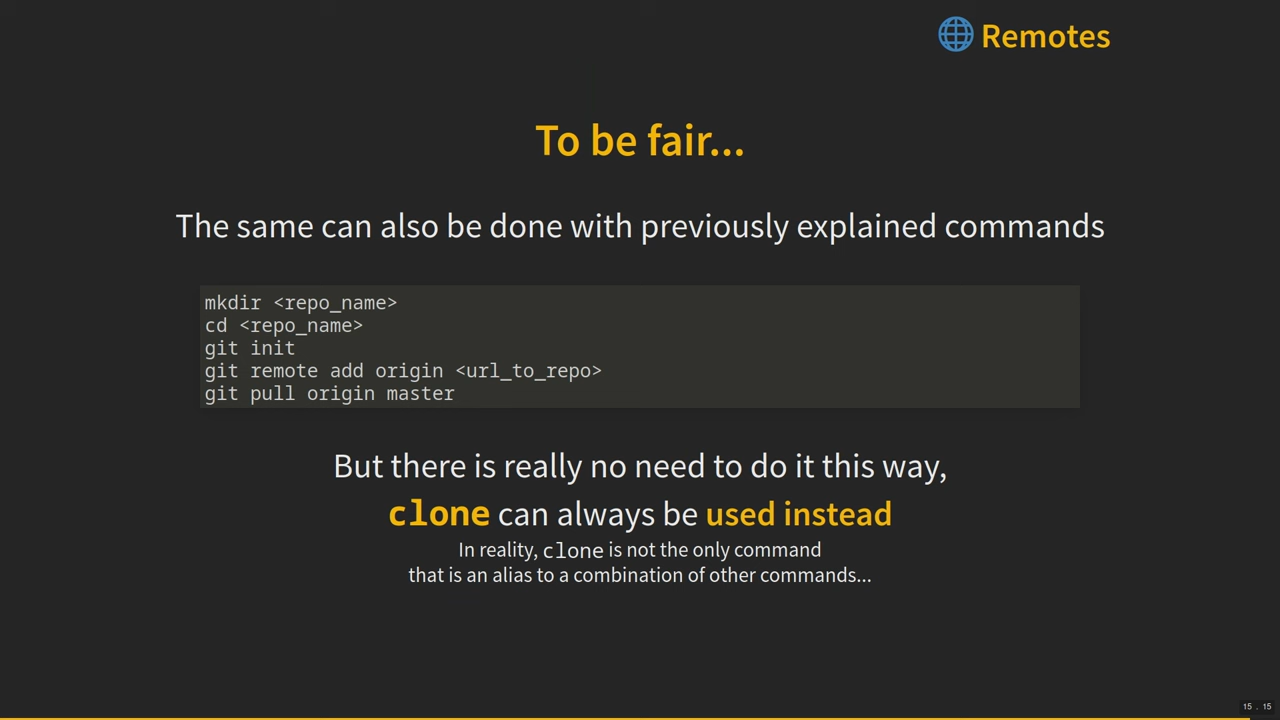 Remotes
To be fair...
The same can also be done with previously explained commands
mkdir <repo_name>
cd <repo_name>
git init
git remote add origin <url_to_repo>
git pull origin master
But there is really no need to do it this way,
clone can always be used instead
In reality, clone is not the only command
that is an alias to a combination of other commands...
15 . 15